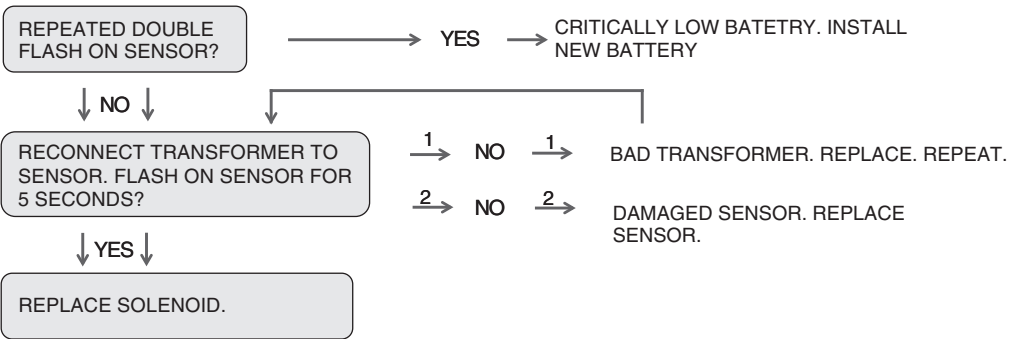 REPEATED DOUBLE
FLASH ON SENSOR?
YES
CRITICALLY LOW BATETRY. INSTALL
NEW BATTERY
NO
RECONNECT TRANSFORMER TO
SENSOR. FLASH ON SENSOR FOR
5 SECONDS?
1 NO 1
BAD TRANSFORMER. REPLACE. REPEAT.
2 NO 2
DAMAGED SENSOR. REPLACE
SENSOR.
YES
REPLACE SOLENOID.